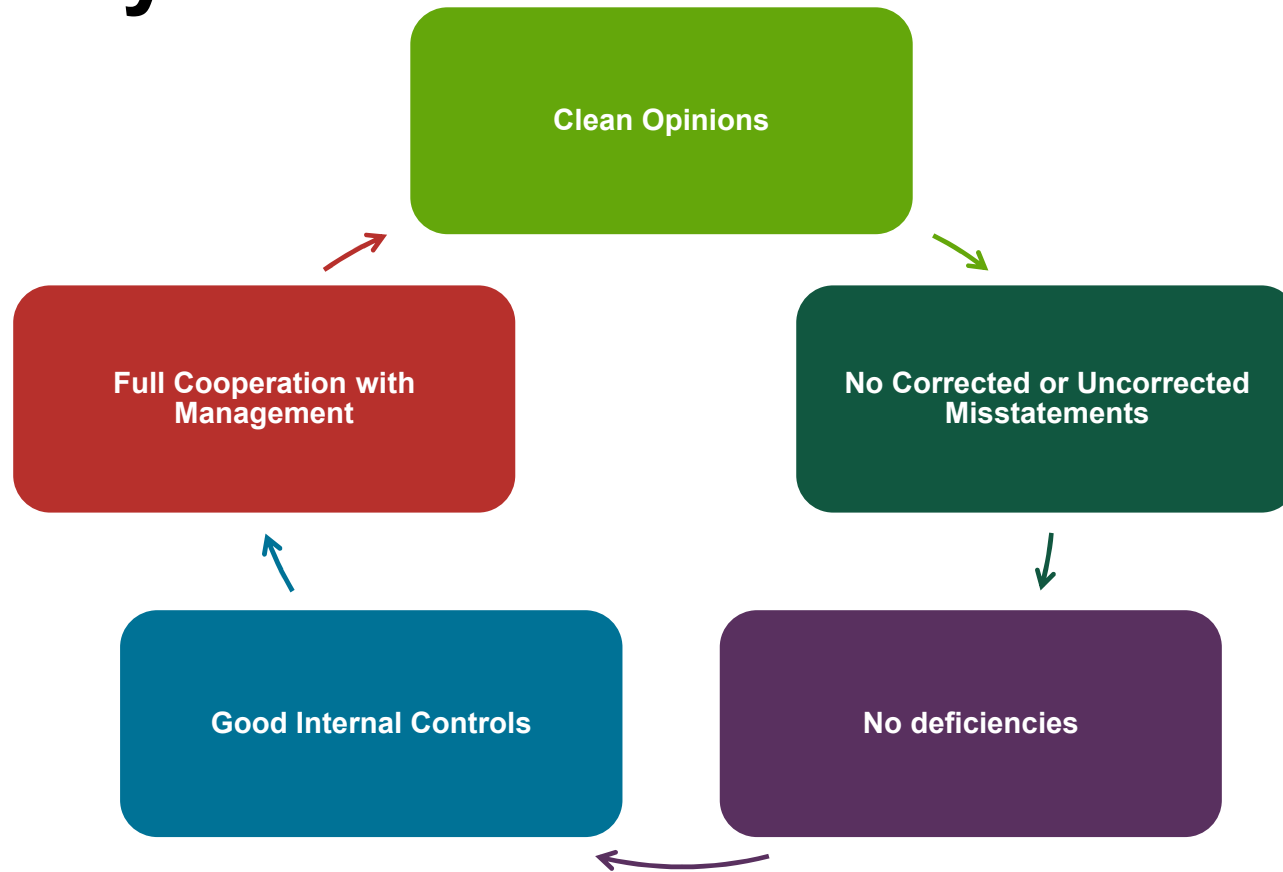 Clean Opinions
No Corrected or Uncorrected
Misstatements
No deficiencies
Good Internal Controls
Full Cooperation with
Management